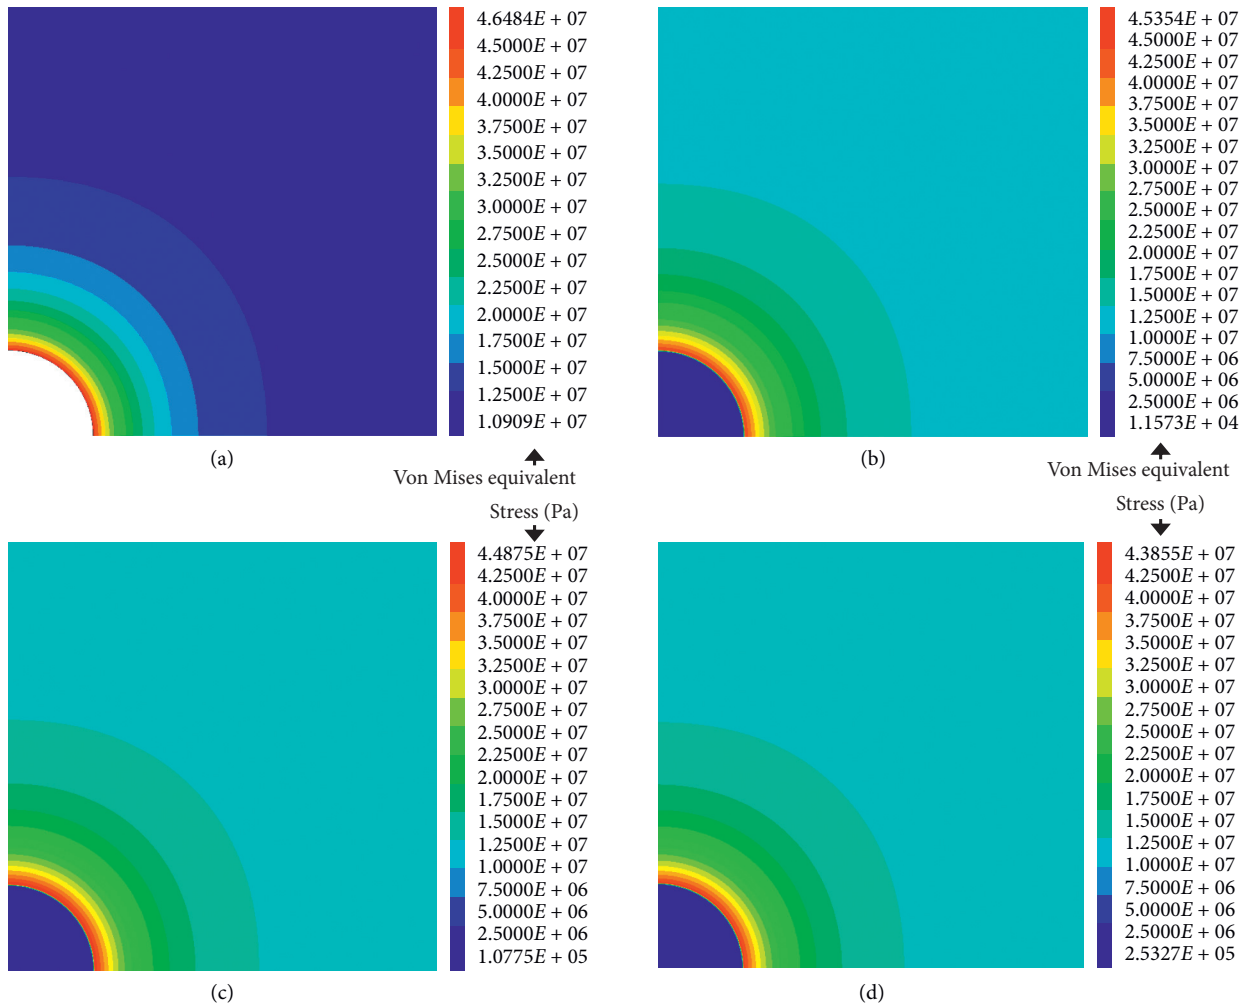 4.6484E + 07
4.5000E + 07
4.2500E + 07
4.0000E + 07
3.7500E + 07
3.5000E + 07
3.2500E + 07
3.0000E + 07
2.7500E + 07
2.5000E + 07
2.2500E + 07
2.0000E + 07
1.7500E + 07
1.5000E + 07
1.2500E + 07
1.0909E + 07
(a)
4.5354E + 07
4.5000E + 07
4.2500E + 07
4.0000E + 07
3.7500E + 07
3.5000E + 07
3.2500E + 07
3.0000E + 07
2.7500E + 07
2.5000E + 07
2.2500E + 07
2.0000E + 07
1.7500E + 07
1.5000E + 07
1.2500E + 07
1.0000E + 07
7.5000E + 06
5.0000E + 06
2.5000E + 06
1.1573E + 04
(b)
Von Mises equivalent
Stress (Pa)
Von Mises equivalent
Stress (Pa)
4.4875E + 07
4.2500E + 07
4.0000E + 07
3.7500E + 07
3.5000E + 07
3.2500E + 07
3.0000E + 07
2.7500E + 07
2.5000E + 07
2.2500E + 07
2.0000E + 07
1.7500E + 07
1.5000E + 07
1.2500E + 07
1.0000E + 07
7.5000E + 06
5.0000E + 06
2.5000E + 06
1.0775E + 05
(c)
4.3855E + 07
4.2500E + 07
4.0000E + 07
3.7500E + 07
3.5000E + 07
3.2500E + 07
3.0000E + 07
2.7500E + 07
2.5000E + 07
2.2500E + 07
2.0000E + 07
1.7500E + 07
1.5000E + 07
1.2500E + 07
1.0000E + 07
7.5000E + 06
5.0000E + 06
2.5000E + 06
2.5327E + 05
(d)